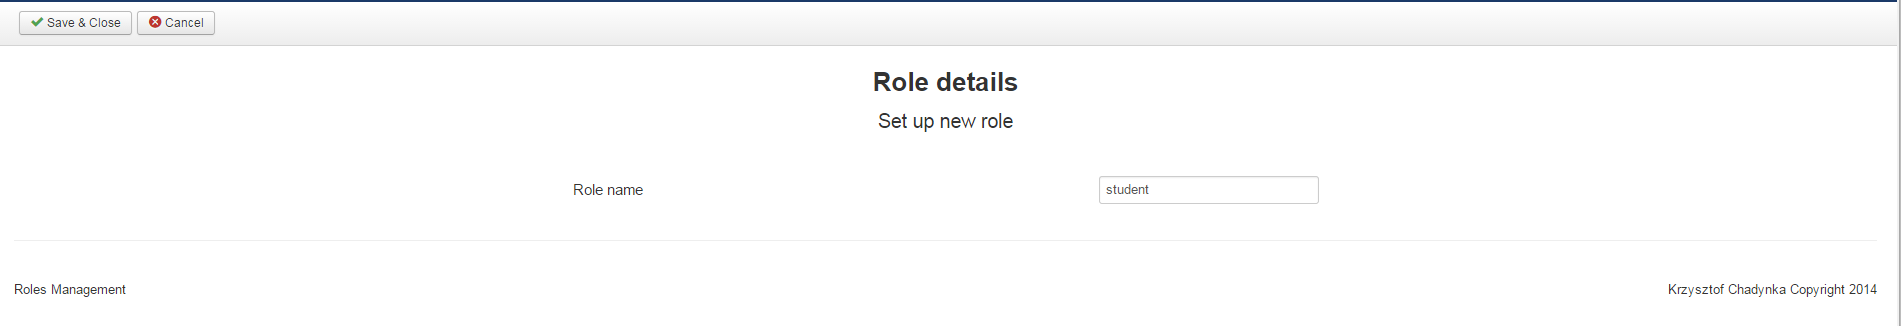 Save & Close Cancel
Role details
Set up new role
Role name student
Roles Management Krzysztof Chadynka Copyright 2014